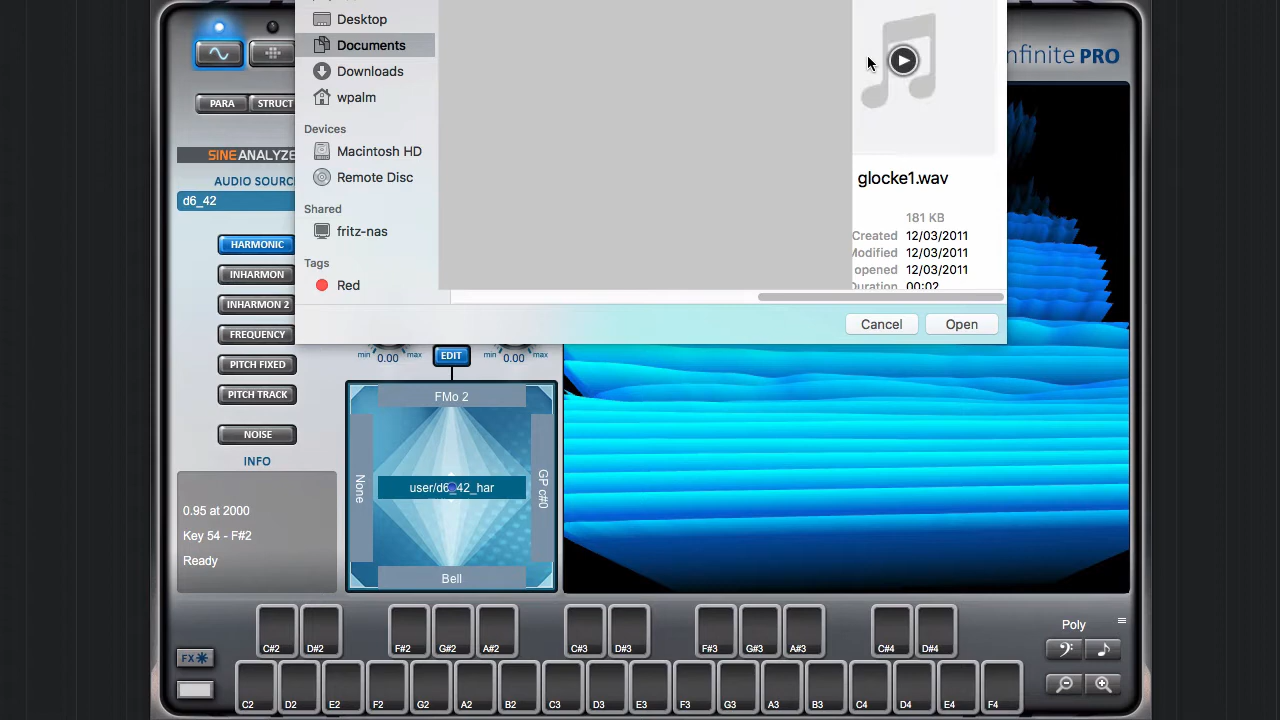 Desktop
Documents
Downloads
wpalm
Devices
Macintosh HD
Remote Disc
Shared
fritz-nas
Tags
Red
glocke1.wav
181 KB
Created 12/03/2011
Modified 12/03/2011
opened 12/03/2011
Duration 00:02
Cancel
Open
nfinite PRO
PARA
STRUCT
SINEANALYZE
AUDIO SOURC
d6_42
HARMONIC
INHARMON
INHARMON 2
FREQUENCY
PITCH FIXED
PITCH TRACK
NOISE
INFO
0.95 at 2000
Key 54 - F#2
Ready
min 0.00 max
EDIT
min 0.00 max
FMo 2
None
user/d6_42_har
GP c#0
Bell
Poly
C#2 D#2 F#2 G#2 A#2 C#3 D#3 F#3 G#3 A#3 C#4 D#4
FX
C2 D2 E2 F2 G2 A2 B2 C3 D3 E3 F3 G3 A3 B3 C4 D4 E4 F4